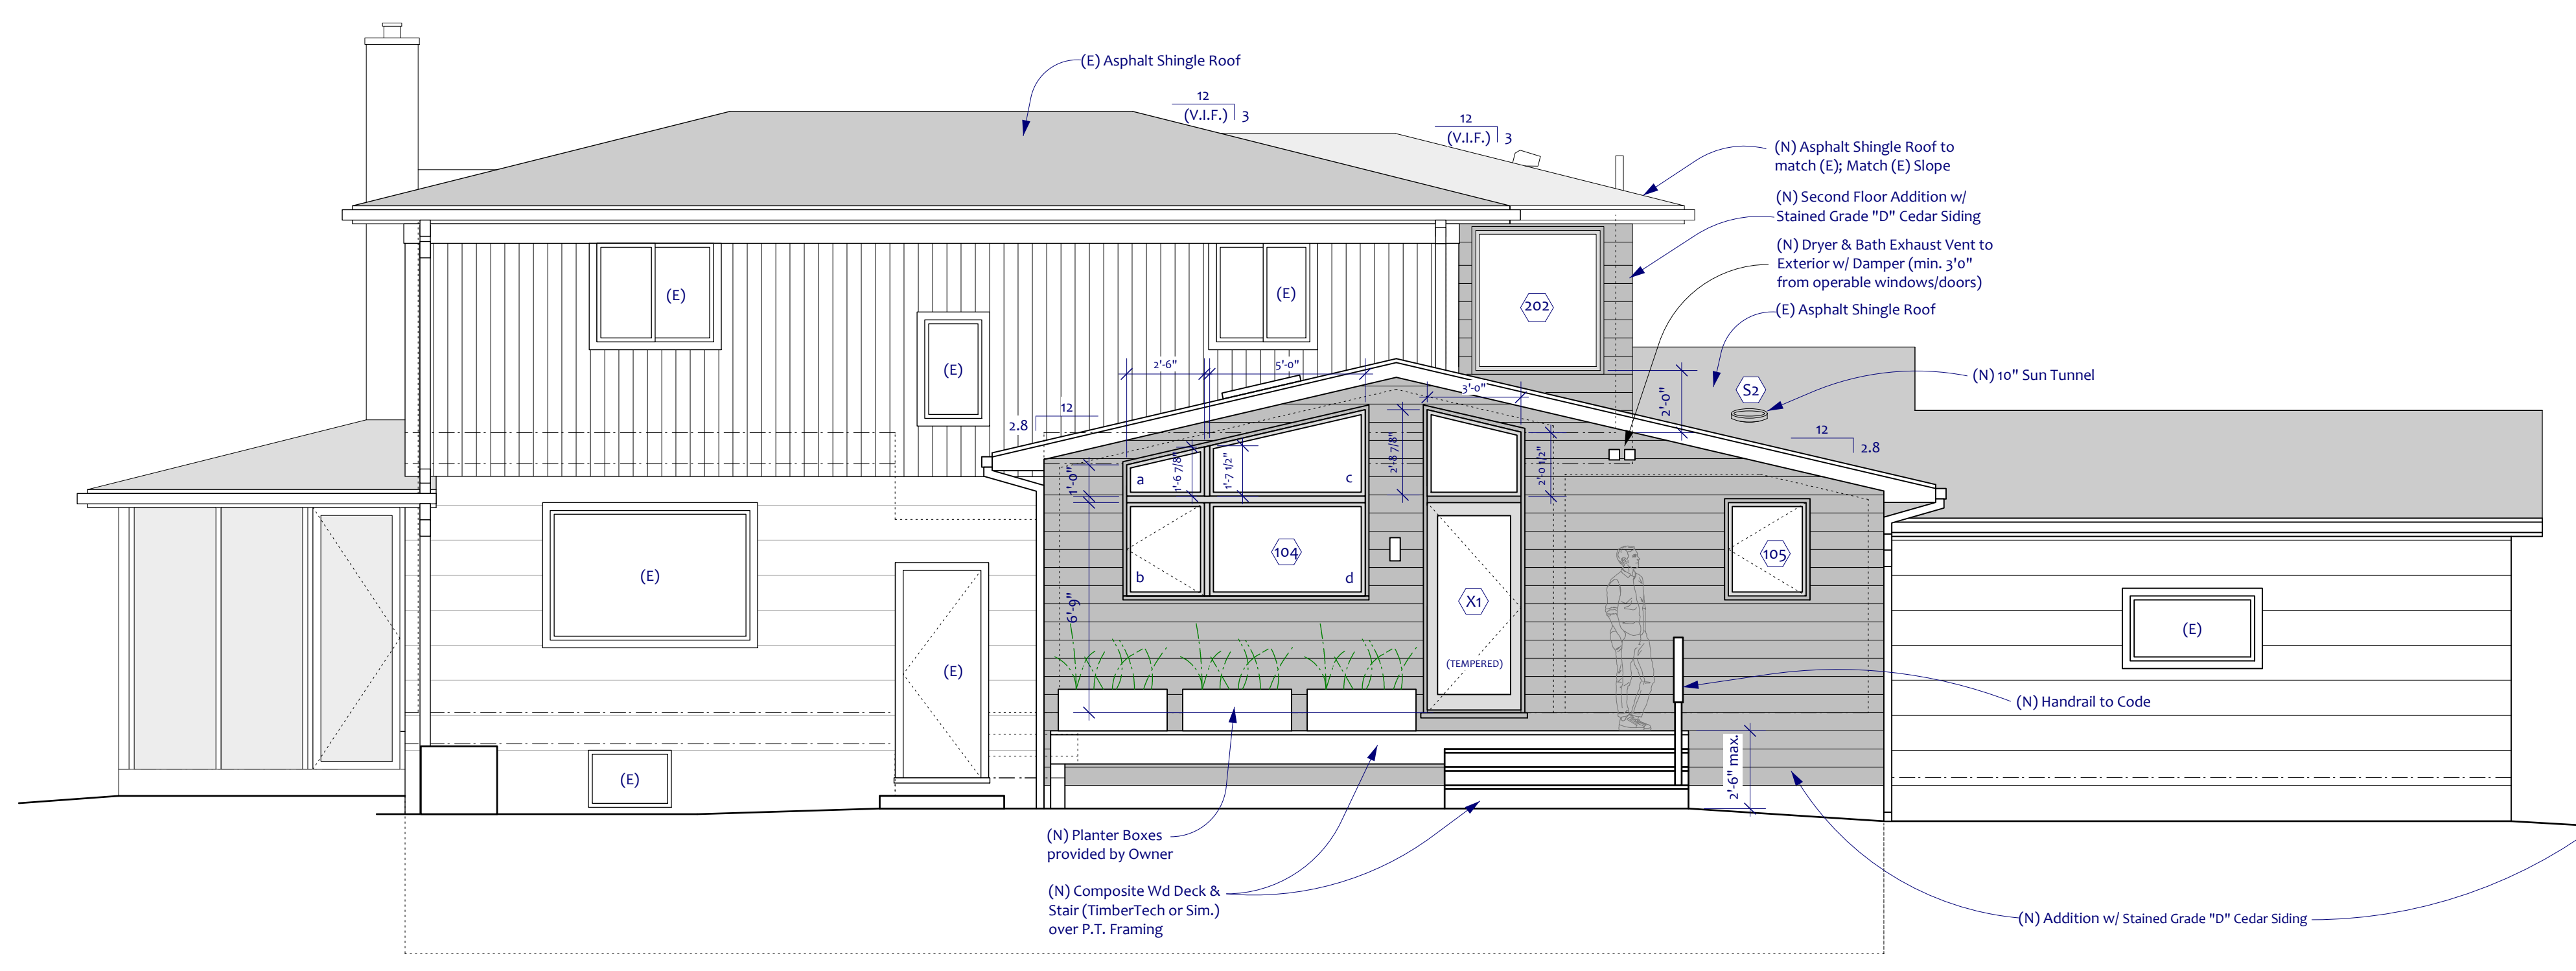 (E) Asphalt Shingle Roof
12
(V.I.F.) 3
12
(V.I.F.) 3
(N) Asphalt Shingle Roof to
match (E); Match (E) Slope
(N) Second Floor Addition w/
Stained Grade "D" Cedar Siding
(N) Dryer & Bath Exhaust Vent to
Exterior w/ Damper (min. 3'0"
from operable windows/doors)
(E) Asphalt Shingle Roof
(E)
(E)
202
(E)
2'-6"
5'-0"
3'-0"
2'-0"
S2
(N) 10" Sun Tunnel
12
2.8
12
2.8
1'-0"
a
1'-6 7/8"
1'-7 1/2"
c
2'-8 7/8"
2'-0 1/2"
(E)
b
104
d
105
6'-9"
X1
(E)
(TEMPERED)
(E)
(N) Handrail to Code
(E)
2'-6" max.
(N) Planter Boxes
provided by Owner
(N) Composite Wd Deck &
Stair (TimberTech or Sim.)
over P.T. Framing
(N) Addition w/ Stained Grade "D" Cedar Siding